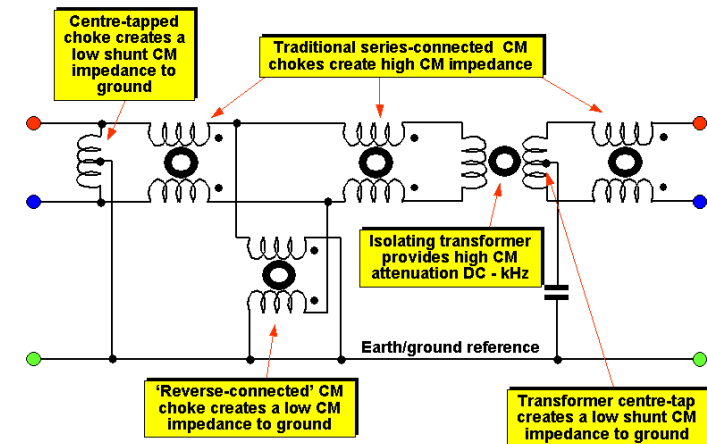 Centre-tapped
choke creates a
low shunt CM
impedance to
ground
Traditional series-connected CM
chokes create high CM impedance
Isolating transformer
provides high CM
attenuation DC - kHz
Earth/ground reference
‘Reverse-connected’ CM
choke creates a low CM
impedance to ground
Transformer centre-tap
creates a low shunt CM
impedance to ground